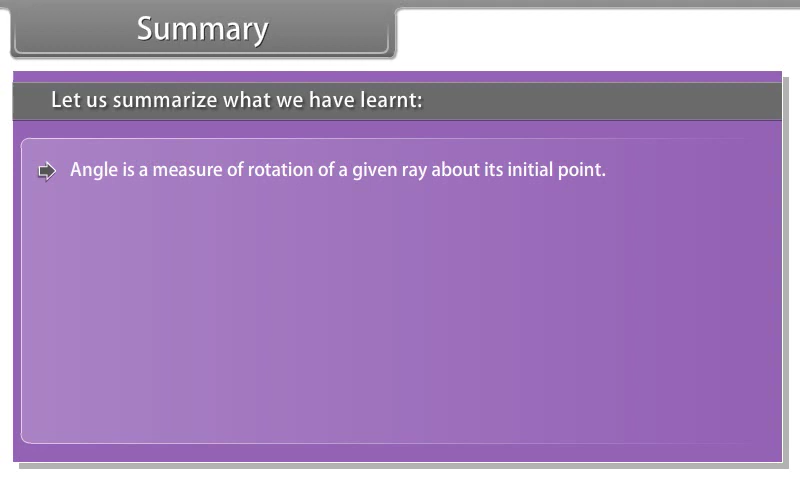 Summary
Let us summarize what we have learnt:
Angle is a measure of rotation of a given ray about its initial point.